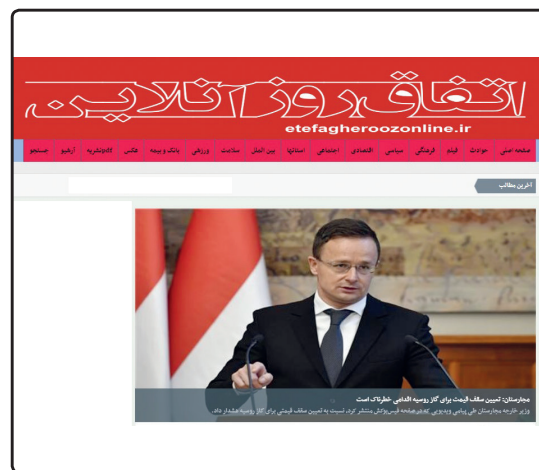 اتفاق روز آنلاین
etefagheroozonline.ir
صفحه اصلی حوادث فیلم فرهنگی سیاسی اقتصادی اجتماعی استانها بین الملل سلامت ورزشی بانک و بیمه عکس pdfنشریه آرشیو جستجو
آخرین مطالب
مجارستان: تعیین سقف قیمت برای گاز روسیه اقدامی خطرناک است
وزیر خارجه مجارستان طی پیامی ویدیویی که در صفحه فیس‌بوکش منتشر کرد، نسبت به تعیین سقف قیمتی برای گاز روسیه هشدار داد.